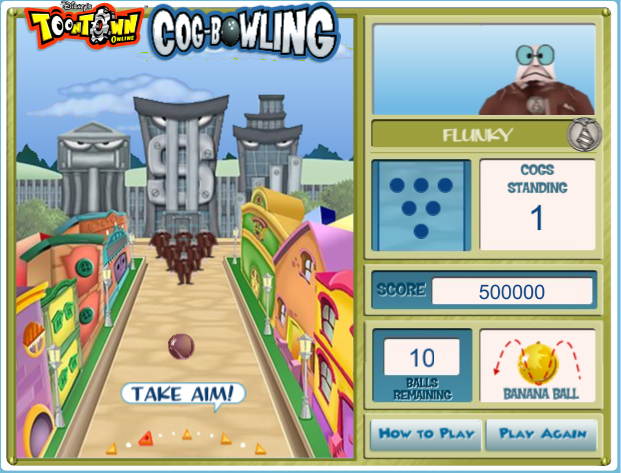 Disney's
TOONTOWN
ONLINE
COG-BOWLING
FLUNKY
COGS
STANDING
1
SCORE 500000
10
BALLS
REMAINING
BANANA BALL
TAKE AIM!
HOW TO PLAY
PLAY AGAIN